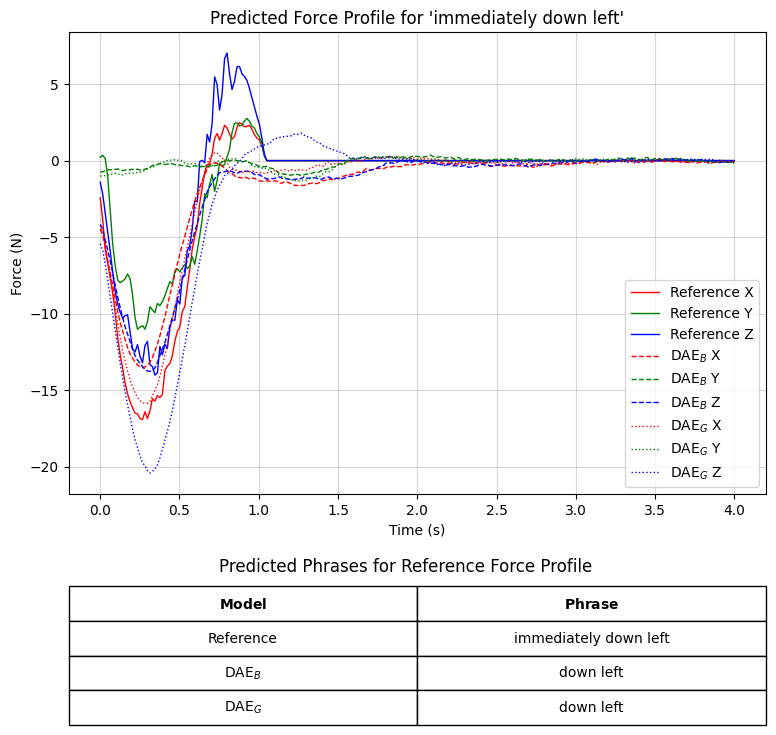 Predicted Force Profile for 'immediately down left'
Force (N)
5
0
−5
−10
−15
−20
0.0 0.5 1.0 1.5 2.0 2.5 3.0 3.5 4.0
Time (s)
Reference X
Reference Y
Reference Z
DAE_B X
DAE_B Y
DAE_B Z
DAE_G X
DAE_G Y
DAE_G Z
Predicted Phrases for Reference Force Profile
Model Phrase
Reference immediately down left
DAE_B down left
DAE_G down left